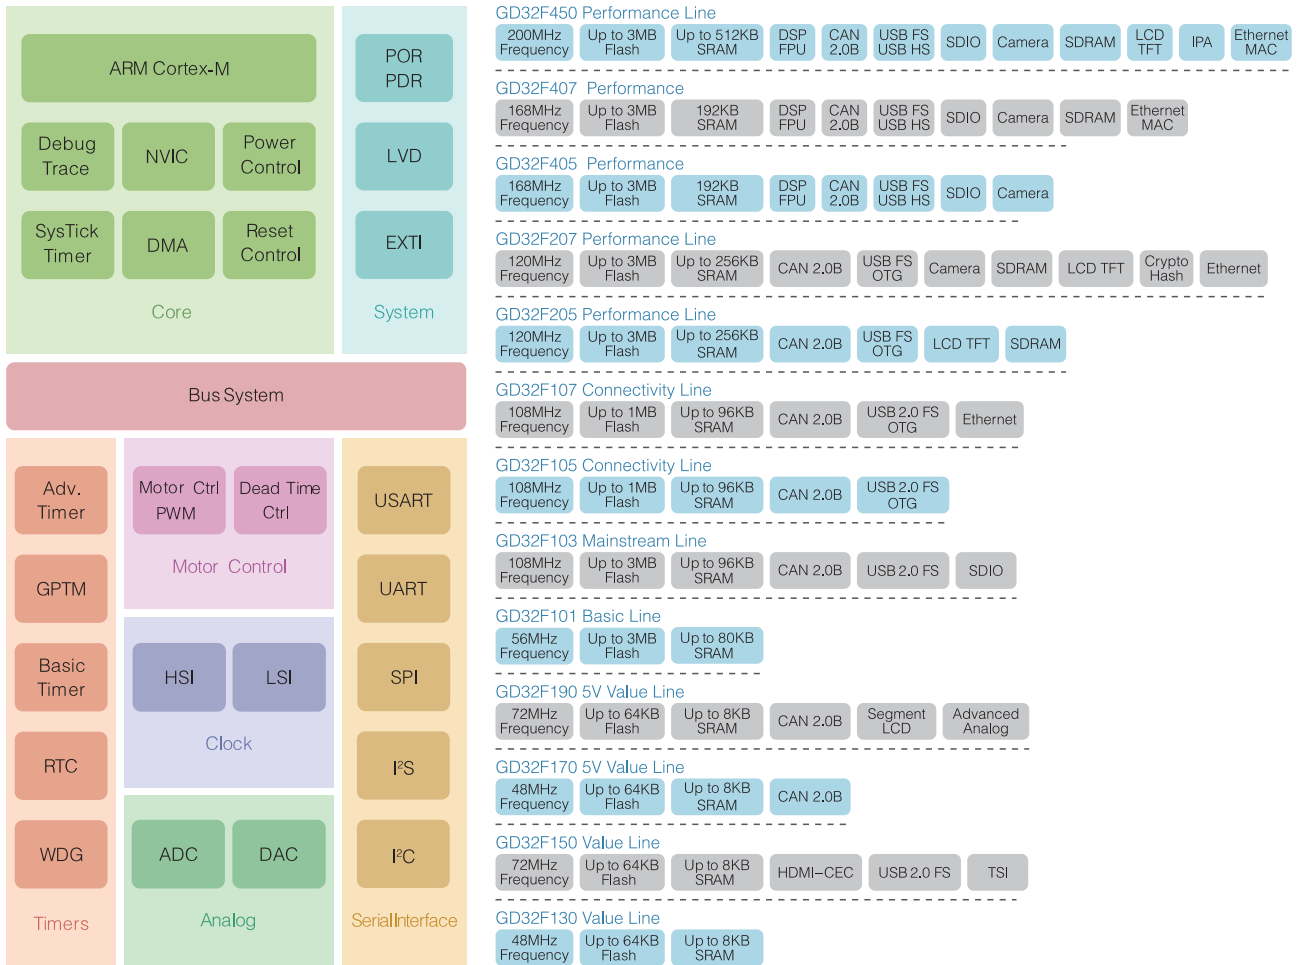 ARM Cortex-M
Debug
Trace
NVIC
Power
Control
SysTick
Timer
DMA
Reset
Control
Core
POR
PDR
LVD
EXTI
System
Bus System
Adv.
Timer
GPTM
Basic
Timer
RTC
WDG
Timers
Motor Ctrl
PWM
Dead Time
Ctrl
Motor Control
HSI
LSI
Clock
ADC
DAC
Analog
USART
UART
SPI
I²S
I²C
Serial Interface
GD32F450 Performance Line
200MHz
Frequency
Up to 3MB
Flash
Up to 512KB
SRAM
DSP
FPU
CAN
2.0B
USB FS
USB HS
SDIO
Camera
SDRAM
LCD
TFT
IPA
Ethernet
MAC
GD32F407 Performance
168MHz
Frequency
Up to 3MB
Flash
192KB
SRAM
DSP
FPU
CAN
2.0B
USB FS
USB HS
SDIO
Camera
SDRAM
Ethernet
MAC
GD32F405 Performance
168MHz
Frequency
Up to 3MB
Flash
192KB
SRAM
DSP
FPU
CAN
2.0B
USB FS
USB HS
SDIO
Camera
GD32F207 Performance Line
120MHz
Frequency
Up to 3MB
Flash
Up to 256KB
SRAM
CAN 2.0B
USB FS
OTG
Camera
SDRAM
LCD TFT
Crypto
Hash
Ethernet
GD32F205 Performance Line
120MHz
Frequency
Up to 3MB
Flash
Up to 256KB
SRAM
CAN 2.0B
USB FS
OTG
LCD TFT
SDRAM
GD32F107 Connectivity Line
108MHz
Frequency
Up to 1MB
Flash
Up to 96KB
SRAM
CAN 2.0B
USB 2.0 FS
OTG
Ethernet
GD32F105 Connectivity Line
108MHz
Frequency
Up to 1MB
Flash
Up to 96KB
SRAM
CAN 2.0B
USB 2.0 FS
OTG
GD32F103 Mainstream Line
108MHz
Frequency
Up to 3MB
Flash
Up to 96KB
SRAM
CAN 2.0B
USB 2.0 FS
SDIO
GD32F101 Basic Line
56MHz
Frequency
Up to 3MB
Flash
Up to 80KB
SRAM
GD32F190 5V Value Line
72MHz
Frequency
Up to 64KB
Flash
Up to 8KB
SRAM
CAN 2.0B
Segment
LCD
Advanced
Analog
GD32F170 5V Value Line
48MHz
Frequency
Up to 64KB
Flash
Up to 8KB
SRAM
CAN 2.0B
GD32F150 Value Line
72MHz
Frequency
Up to 64KB
Flash
Up to 8KB
SRAM
HDMI-CEC
USB 2.0 FS
TSI
GD32F130 Value Line
48MHz
Frequency
Up to 64KB
Flash
Up to 8KB
SRAM